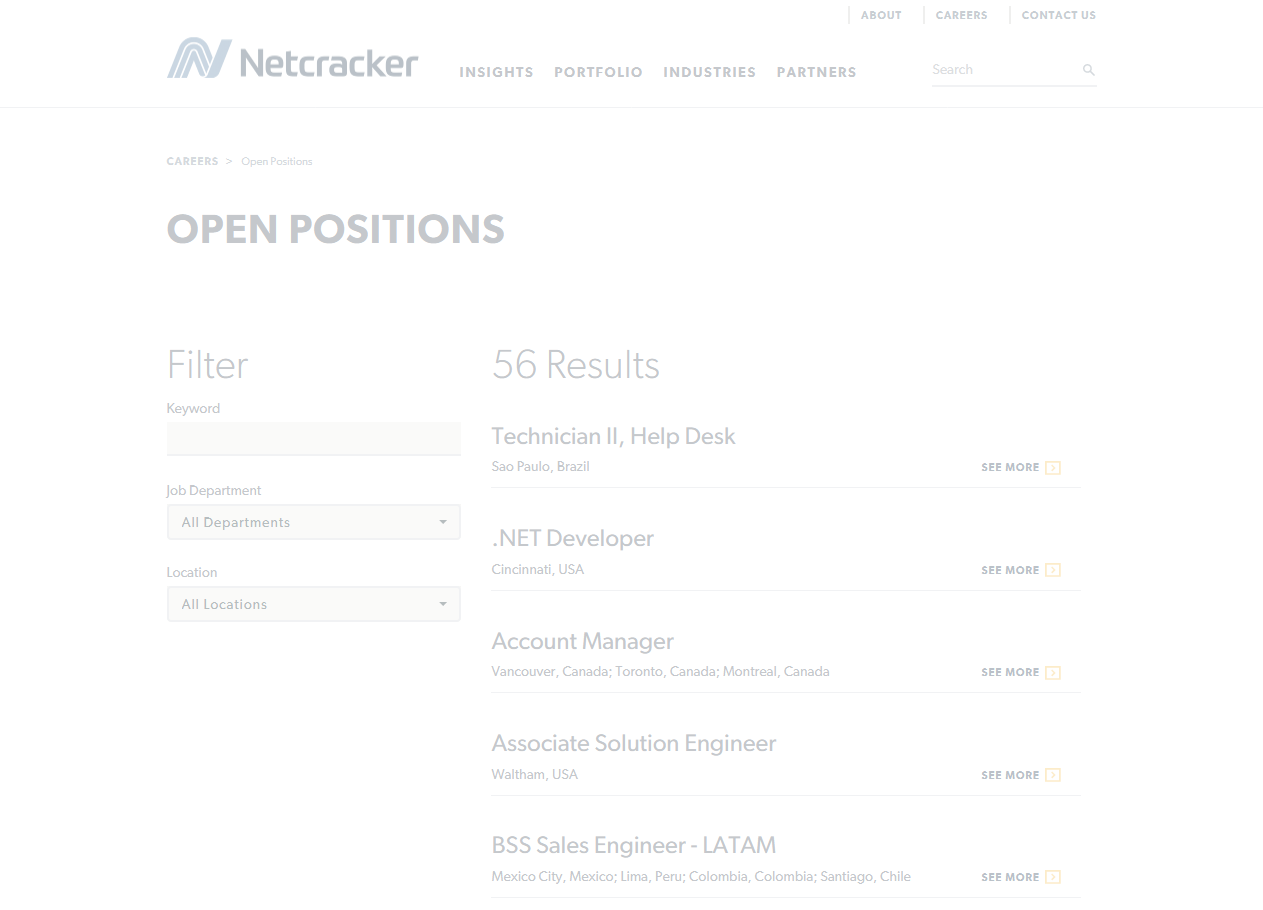 ABOUT CAREERS CONTACT US
Netcracker INSIGHTS PORTFOLIO INDUSTRIES PARTNERS Search
CAREERS > Open Positions
OPEN POSITIONS
Filter
Keyword
Job Department
All Departments
Location
All Locations
56 Results
Technician II, Help Desk
Sao Paulo, Brazil SEE MORE
.NET Developer
Cincinnati, USA SEE MORE
Account Manager
Vancouver, Canada; Toronto, Canada; Montreal, Canada SEE MORE
Associate Solution Engineer
Waltham, USA SEE MORE
BSS Sales Engineer - LATAM
Mexico City, Mexico; Lima, Peru; Colombia, Colombia; Santiago, Chile SEE MORE